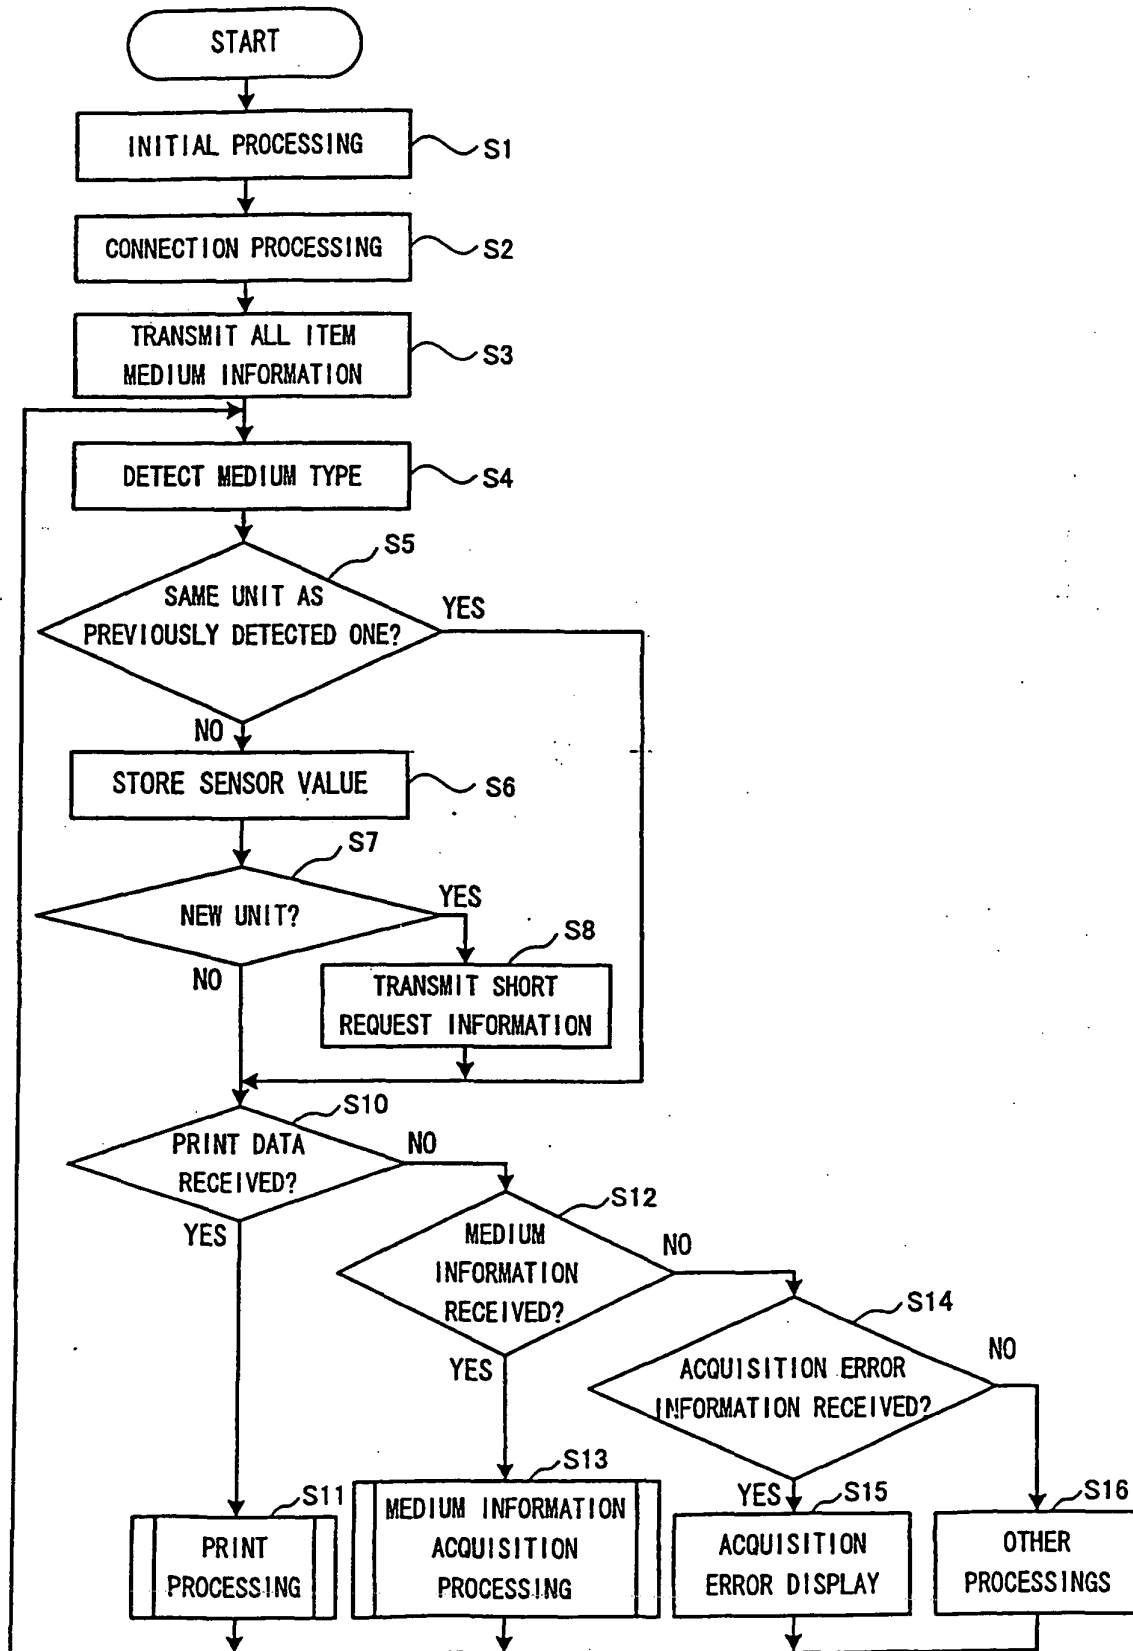 START
INITIAL PROCESSING
S1
CONNECTION PROCESSING
S2
TRANSMIT ALL ITEM
MEDIUM INFORMATION
S3
DETECT MEDIUM TYPE
S4
S5
SAME UNIT AS
PREVIOUSLY DETECTED ONE?
YES
NO
STORE SENSOR VALUE
S6
S7
NEW UNIT?
YES
NO
S8
TRANSMIT SHORT
REQUEST INFORMATION
S10
PRINT DATA
RECEIVED?
NO
YES
S12
MEDIUM
INFORMATION
RECEIVED?
NO
YES
S14
ACQUISITION ERROR
INFORMATION RECEIVED?
NO
YES
S11
PRINT
PROCESSING
S13
MEDIUM INFORMATION
ACQUISITION
PROCESSING
S15
ACQUISITION
ERROR DISPLAY
S16
OTHER
PROCESSINGS